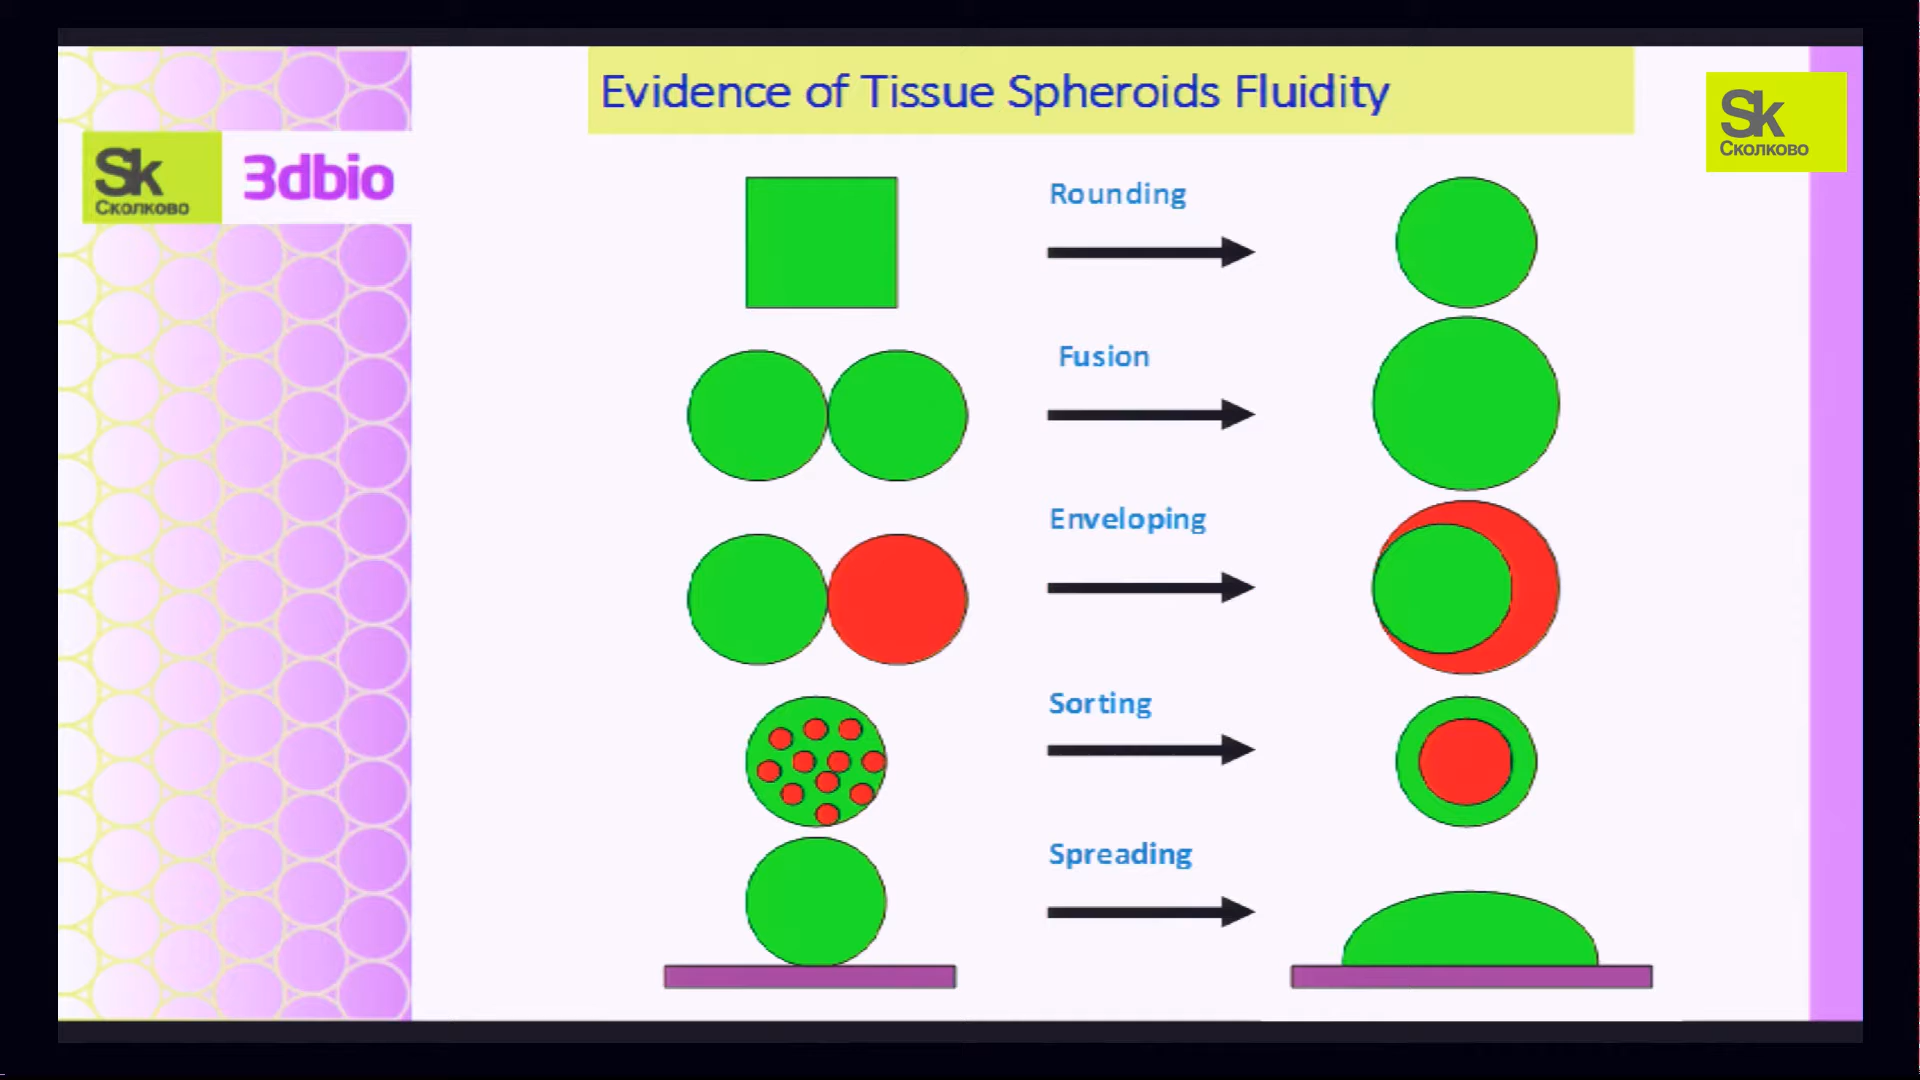 Evidence of Tissue Spheroids Fluidity
Sk
Сколково
Sk
Сколково
3dbio
Rounding
Fusion
Enveloping
Sorting
Spreading